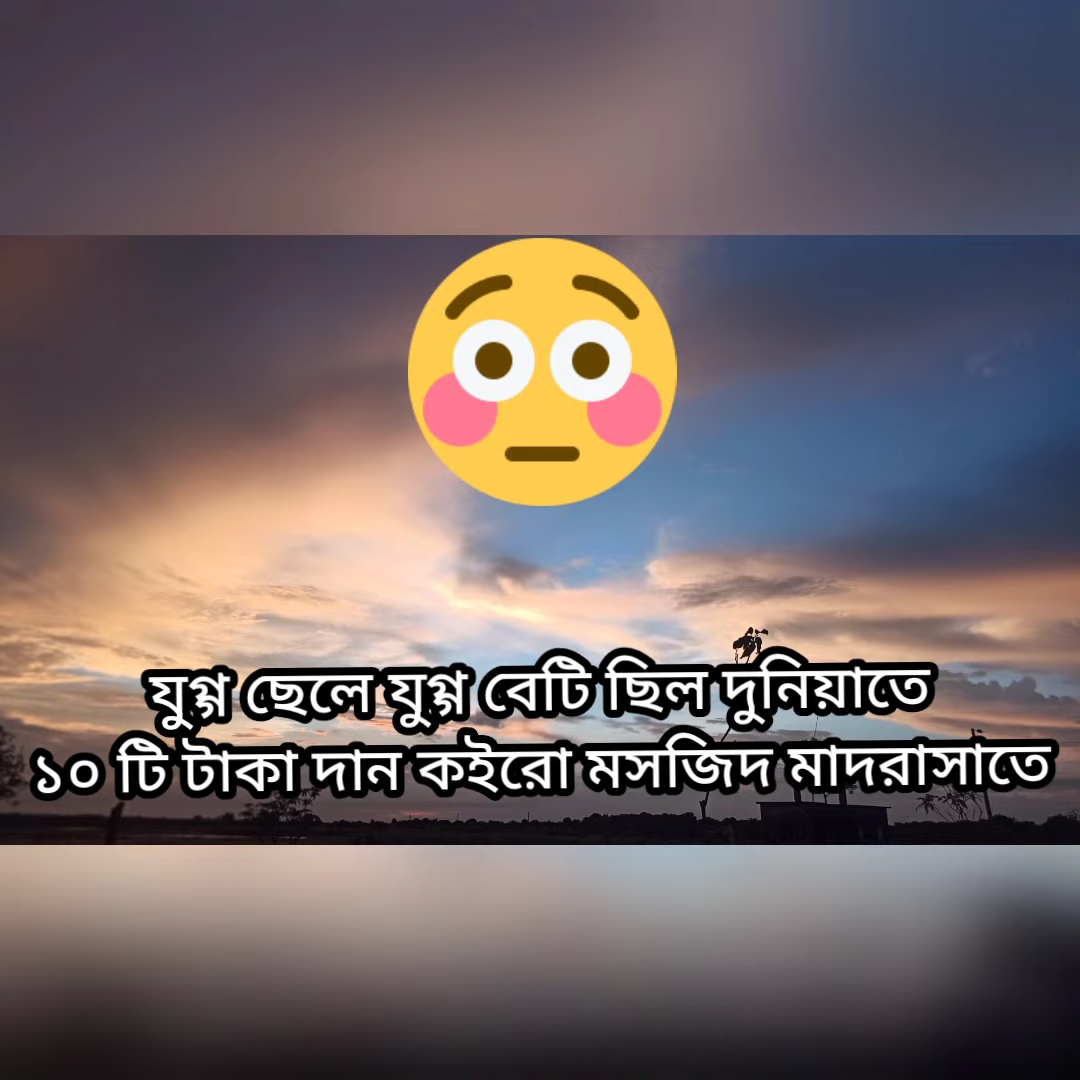 যুগ্গ ছেলে যুগ্গ বেটি ছিল দুনিয়াতে
১০ টি টাকা দান কইরো মসজিদ মাদরাসাতে